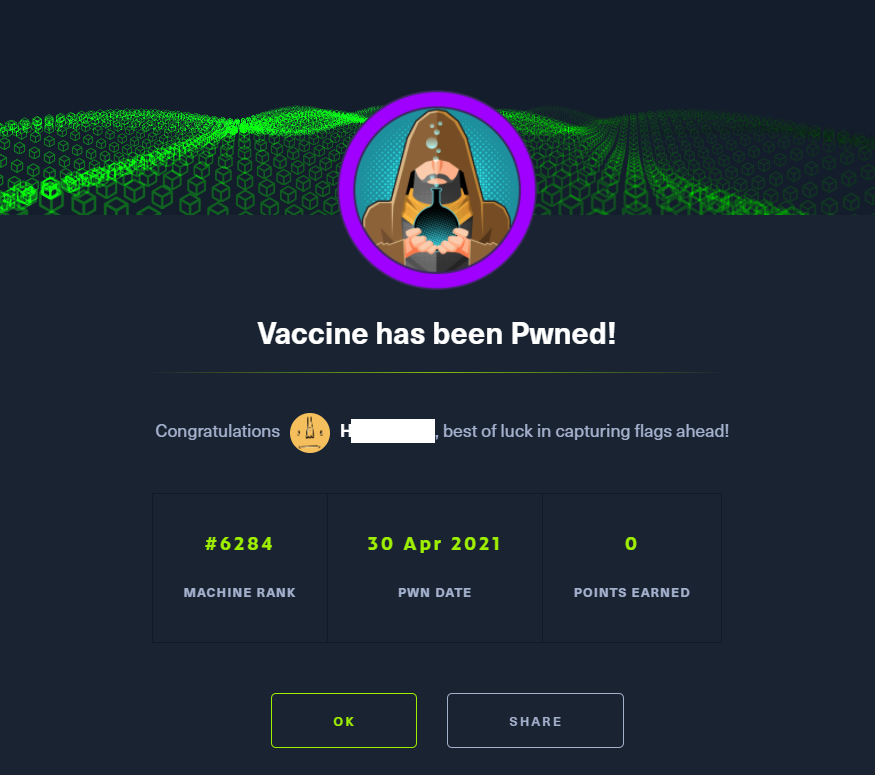 Vaccine has been Pwned!
Congratulations H, best of luck in capturing flags ahead!
#6284 30 Apr 2021 0
MACHINE RANK PWN DATE POINTS EARNED
OK SHARE